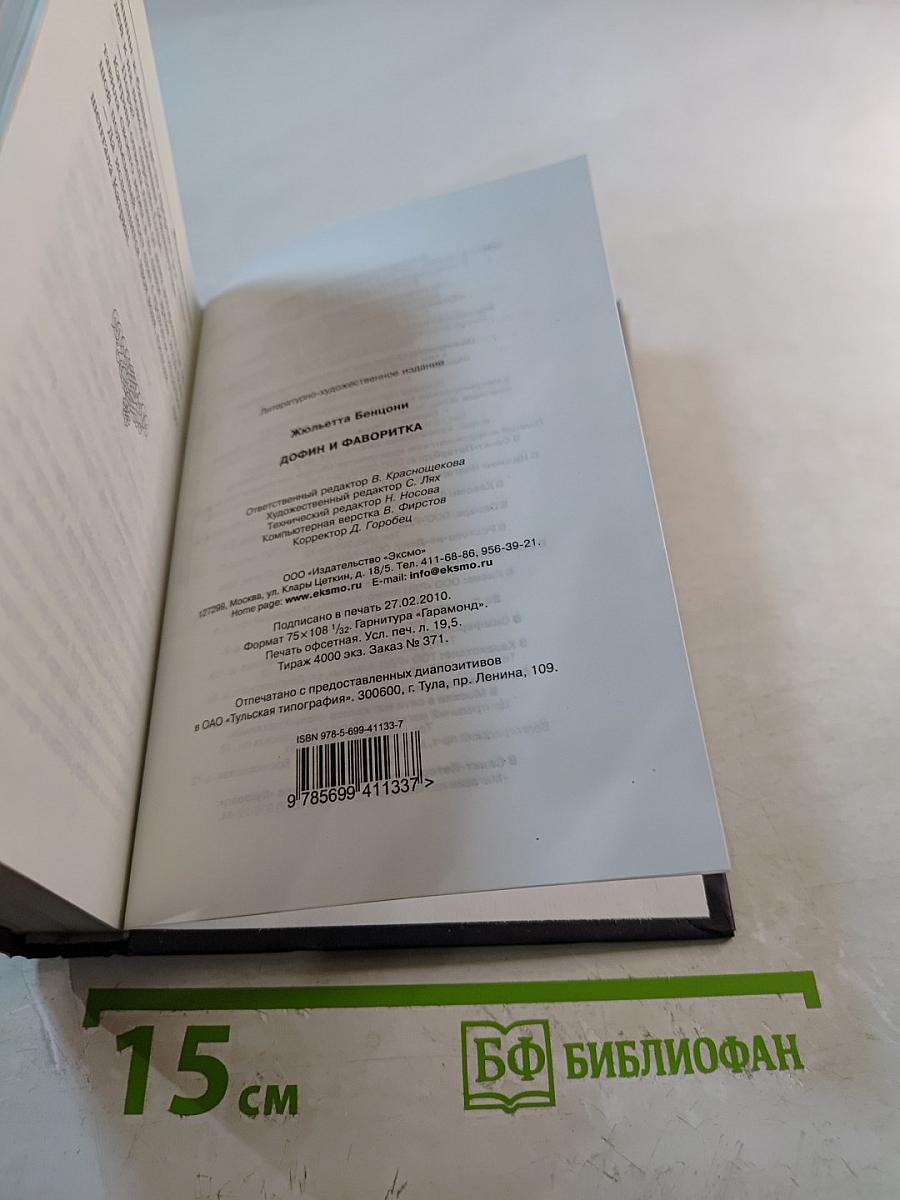 Литературно-художественное издание
Жюльетта Бенцони
ДОФИН И ФАВОРИТКА
Ответственный редактор В. Краснощекова
Художественный редактор С. Лях
Технический редактор Н. Носова
Компьютерная верстка В. Фирстов
Корректор Д. Горобец
ООО «Издательство «Эксмо»
127299, Москва, ул. Клары Цеткин, д. 18/5. Тел. 411-68-86, 956-39-21.
Home page: www.eksmo.ru E-mail: info@eksmo.ru
Подписано в печать 27.02.2010.
Формат 75×108 1/32. Гарнитура «Гарамонд».
Печать офсетная. Усл. печ. л. 19,5.
Тираж 4000 экз. Заказ № 371.
Отпечатано с предоставленных диапозитивов
в ОАО «Тульская типография». 300600, г. Тула, пр. Ленина, 109.
ISBN 978-5-699-41133-7
9 785699 411337 >
15 см
БФ БИБЛИОФАН